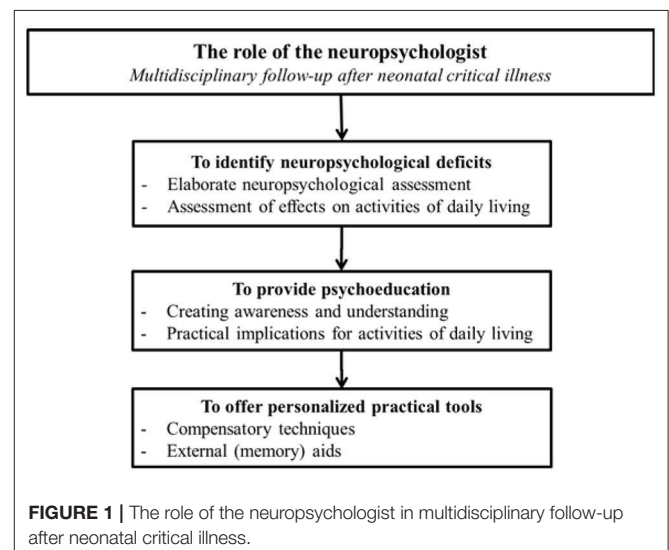 The role of the neuropsychologist
Multidisciplinary follow-up after neonatal critical illness
To identify neuropsychological deficits
- Elaborate neuropsychological assessment
- Assessment of effects on activities of daily living
To provide psychoeducation
- Creating awareness and understanding
- Practical implications for activities of daily living
To offer personalized practical tools
- Compensatory techniques
- External (memory) aids
FIGURE 1 | The role of the neuropsychologist in multidisciplinary follow-up
after neonatal critical illness.